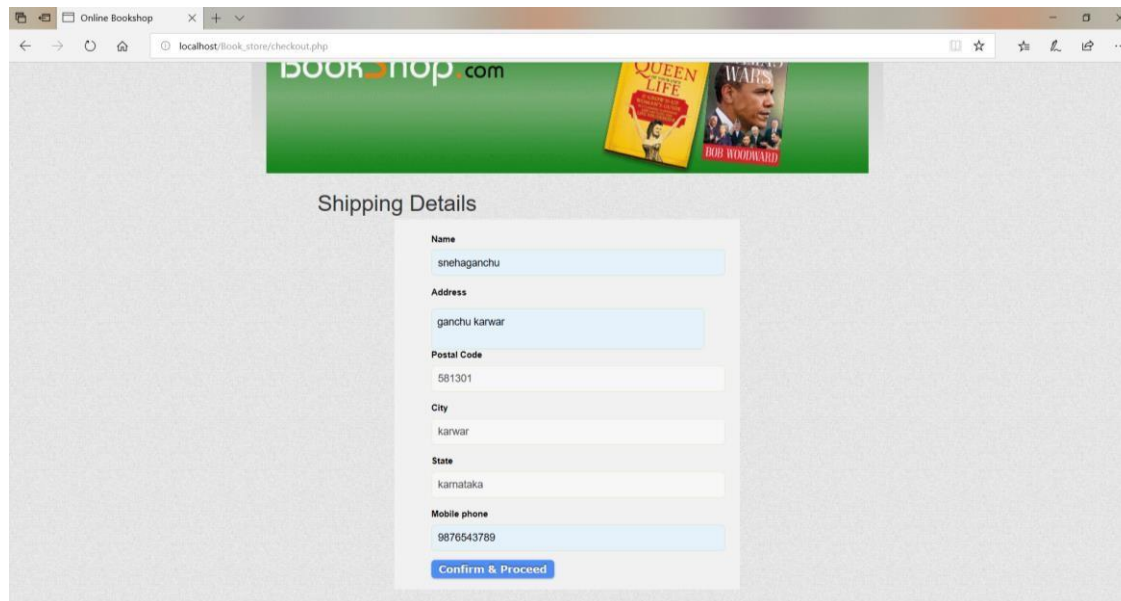 Online Bookshop
localhost/Book_store/checkout.php
BookShop.com
QUEEN
LIFE
WARS
BOB WOODWARD
Shipping Details
Name
snehaganchu
Address
ganchu karwar
Postal Code
581301
City
karwar
State
karnataka
Mobile phone
9876543789
Confirm & Proceed